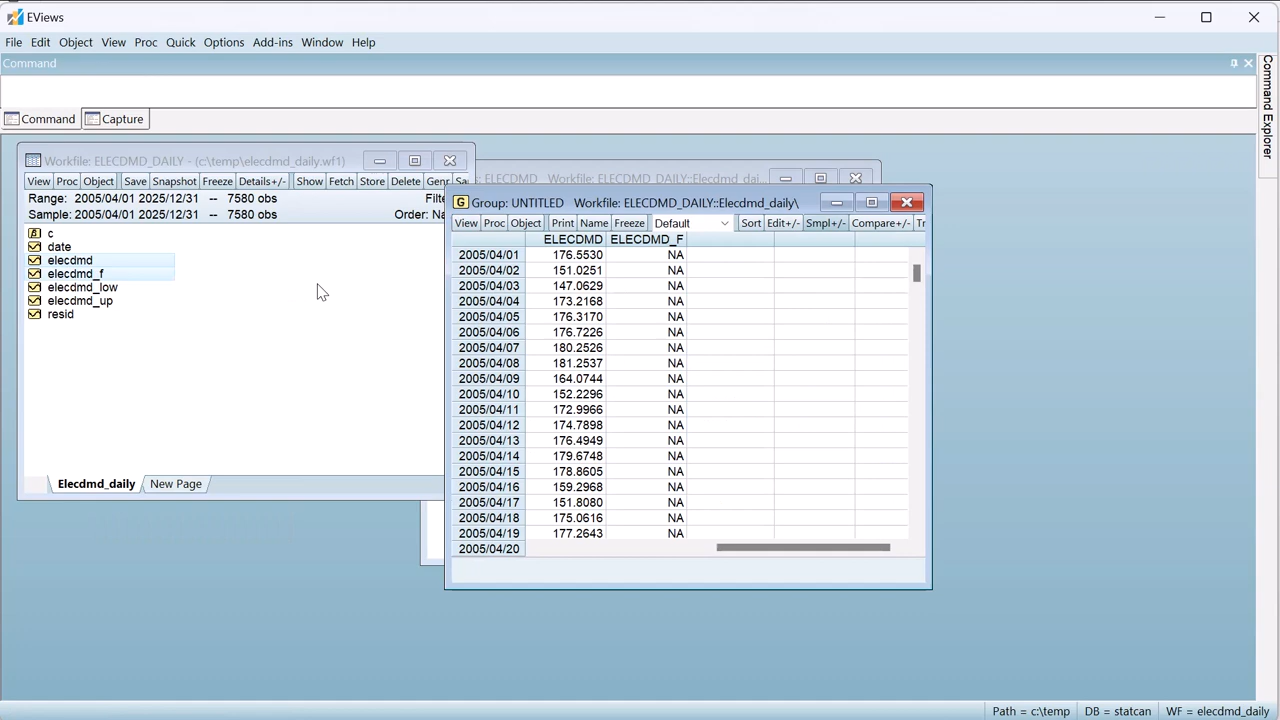 EViews
File Edit Object View Proc Quick Options Add-ins Window Help
Command
Command Capture
Command Explorer
Workfile: ELECDMD_DAILY - (c:\temp\elecdmd_daily.wf1)
View Proc Object Save Snapshot Freeze Details+/- Show Fetch Store Delete Genr Sa
Range: 2005/04/01 2025/12/31 -- 7580 obs Filte
Sample: 2005/04/01 2025/12/31 -- 7580 obs Order: Na
c
date
elecdmd
elecdmd_f
elecdmd_low
elecdmd_up
resid
Elecdmd_daily New Page
s: ELECDMD Workfile: ELECDMD_DAILY::Elecdmd_dai
Group: UNTITLED Workfile: ELECDMD_DAILY::Elecdmd_daily\
View Proc Object Print Name Freeze Default Sort Edit+/- Smpl+/- Compare+/- Tr
ELECDMD ELECDMD_F
2005/04/01 176.5530 NA
2005/04/02 151.0251 NA
2005/04/03 147.0629 NA
2005/04/04 173.2168 NA
2005/04/05 176.3170 NA
2005/04/06 176.7226 NA
2005/04/07 180.2526 NA
2005/04/08 181.2537 NA
2005/04/09 164.0744 NA
2005/04/10 152.2296 NA
2005/04/11 172.9966 NA
2005/04/12 174.7898 NA
2005/04/13 176.4949 NA
2005/04/14 179.6748 NA
2005/04/15 178.8605 NA
2005/04/16 159.2968 NA
2005/04/17 151.8080 NA
2005/04/18 175.0616 NA
2005/04/19 177.2643 NA
2005/04/20
Path = c:\temp DB = statcan WF = elecdmd_daily